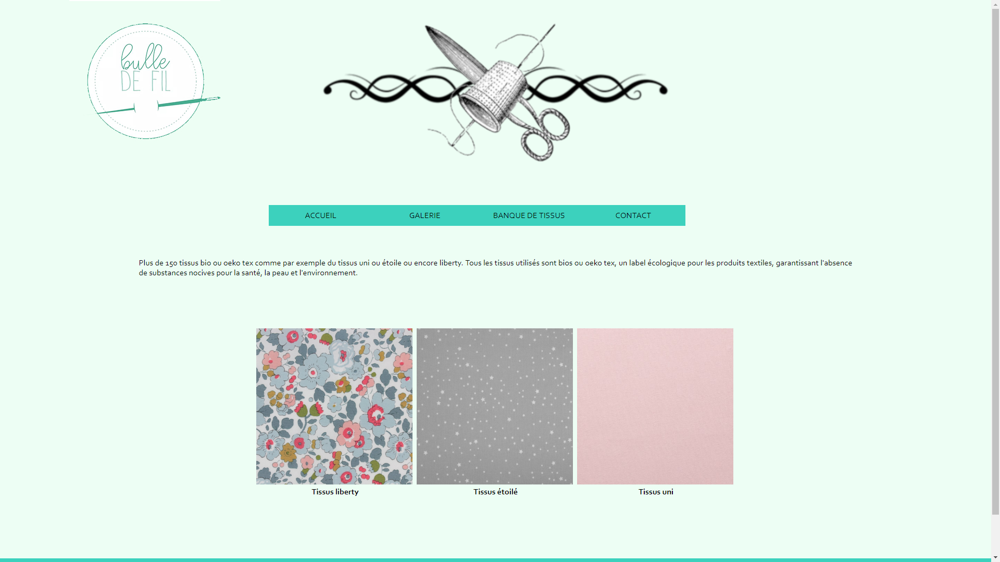 bulle
DE FIL
ACCUEIL GALERIE BANQUE DE TISSUS CONTACT
Plus de 150 tissus bio ou oeko tex comme par exemple du tissus uni ou étoile ou encore liberty. Tous les tissus utilisés sont bios ou oeko tex, un label écologique pour les produits textiles, garantissant l'absence
de substances nocives pour la santé, la peau et l'environnement.
Tissus liberty Tissus étoilé Tissus uni